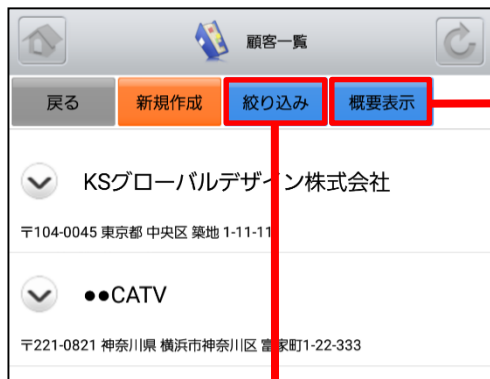 顧客一覧
戻る 新規作成 絞り込み 概要表示
KSグローバルデザイン株式会社
〒104-0045 東京都 中央区 築地 1-11-11
●●CATV
〒221-0821 神奈川県 横浜市神奈川区 富家町1-22-333